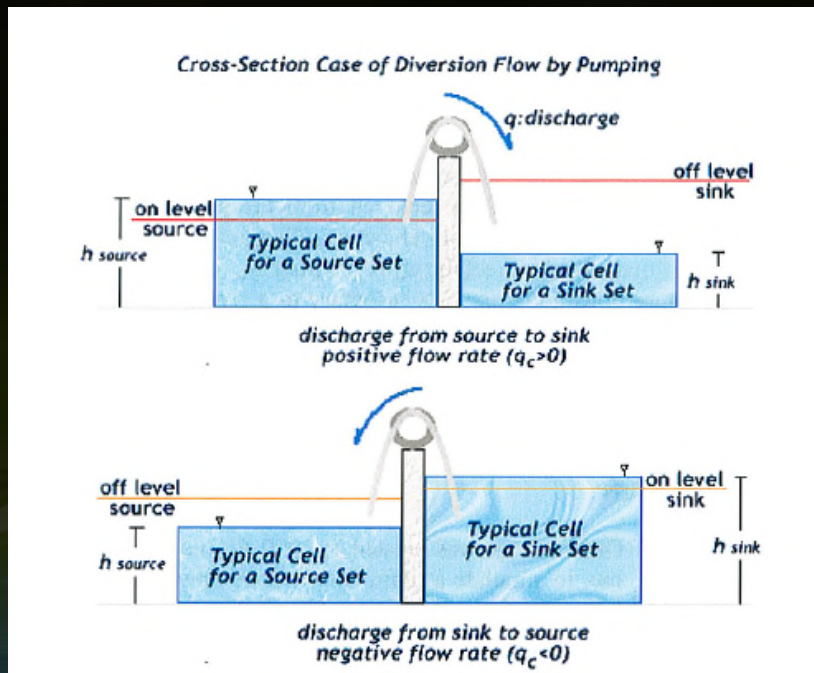 Cross-Section Case of Diversion Flow by Pumping
q:discharge
off level
sink
on level
source
h source
Typical Cell
for a Source Set
Typical Cell
for a Sink Set
h sink
discharge from source to sink
positive flow rate (qc>0)
off level
source
on level
sink
h source
Typical Cell
for a Source Set
Typical Cell
for a Sink Set
h sink
discharge from sink to source
negative flow rate (qc<0)